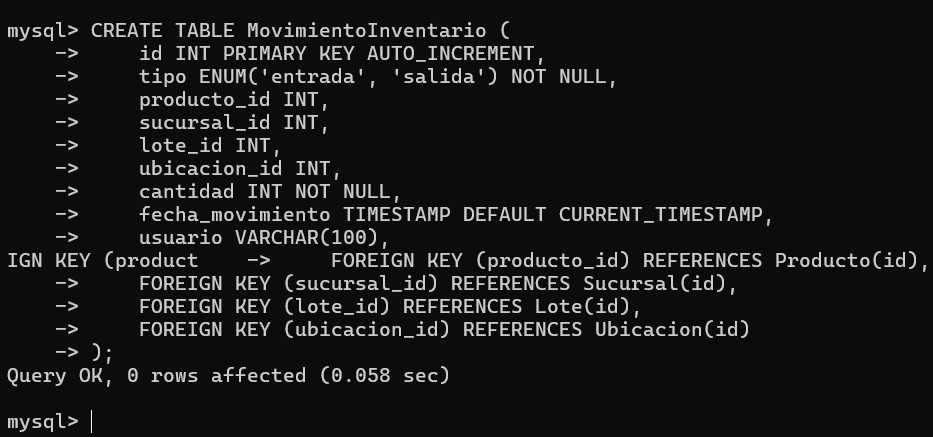 mysql> CREATE TABLE MovimientoInventario (
    ->     id INT PRIMARY KEY AUTO_INCREMENT,
    ->     tipo ENUM('entrada', 'salida') NOT NULL,
    ->     producto_id INT,
    ->     sucursal_id INT,
    ->     lote_id INT,
    ->     ubicacion_id INT,
    ->     cantidad INT NOT NULL,
    ->     fecha_movimiento TIMESTAMP DEFAULT CURRENT_TIMESTAMP,
    ->     usuario VARCHAR(100),
IGN KEY (product    ->     FOREIGN KEY (producto_id) REFERENCES Producto(id),
    ->     FOREIGN KEY (sucursal_id) REFERENCES Sucursal(id),
    ->     FOREIGN KEY (lote_id) REFERENCES Lote(id),
    ->     FOREIGN KEY (ubicacion_id) REFERENCES Ubicacion(id)
    -> );
Query OK, 0 rows affected (0.058 sec)
mysql>